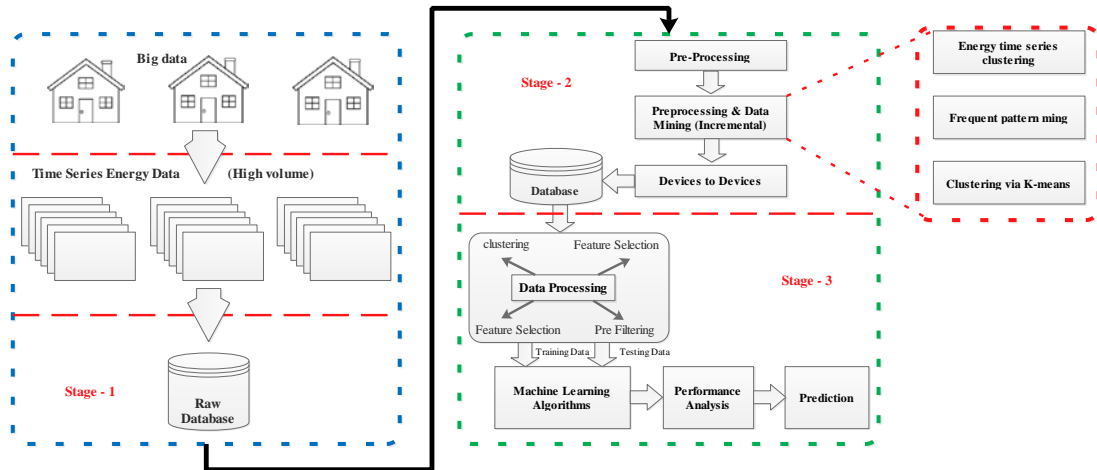 Big data
Time Series Energy Data (High volume)
Stage - 1
Raw
Database
Stage - 2
Pre-Processing
Preprocessing & Data
Mining (Incremental)
Devices to Devices
Database
Energy time series
clustering
Frequent pattern ming
Clustering via K-means
clustering
Feature Selection
Data Processing
Feature Selection
Pre Filtering
Stage - 3
Training Data
Testing Data
Machine Learning
Algorithms
Performance
Analysis
Prediction